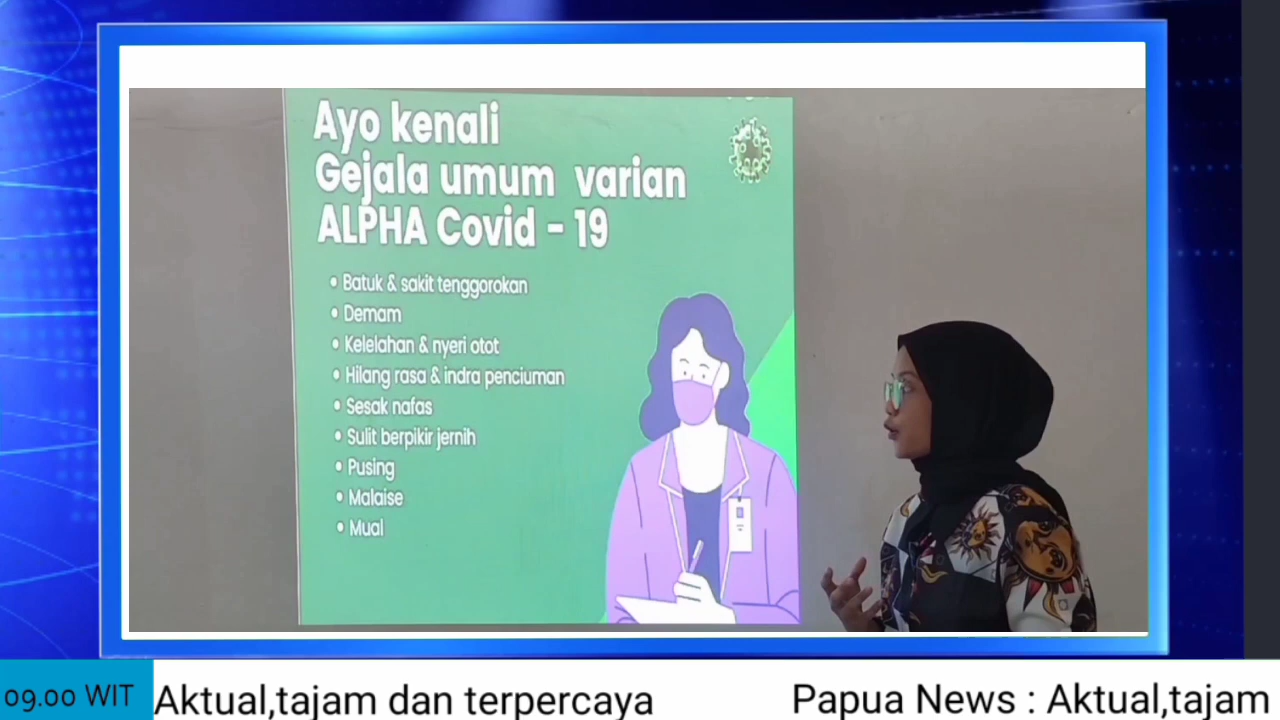 Ayo kenali
Gejala umum varian
ALPHA Covid - 19
• Batuk & sakit tenggorokan
• Demam
• Kelelahan & nyeri otot
• Hilang rasa & indra penciuman
• Sesak nafas
• Sulit berpikir jernih
• Pusing
• Malaise
• Mual
09.00 WIT
Aktual,tajam dan terpercaya
Papua News : Aktual,tajam